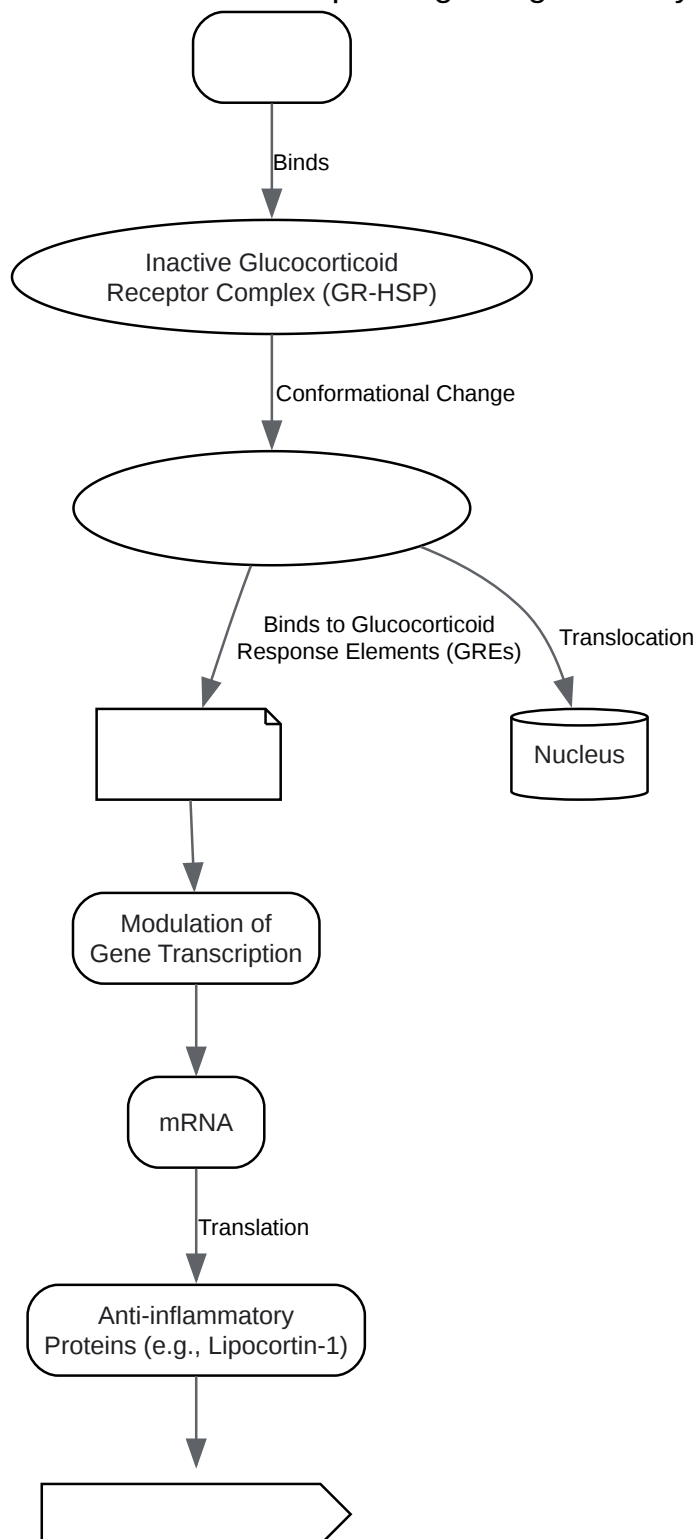 Binds
Inactive Glucocorticoid
Receptor Complex (GR-HSP)
Conformational Change
Binds to Glucocorticoid
Response Elements (GREs)
Translocation
Nucleus
Modulation of
Gene Transcription
mRNA
Translation
Anti-inflammatory
Proteins (e.g., Lipocortin-1)